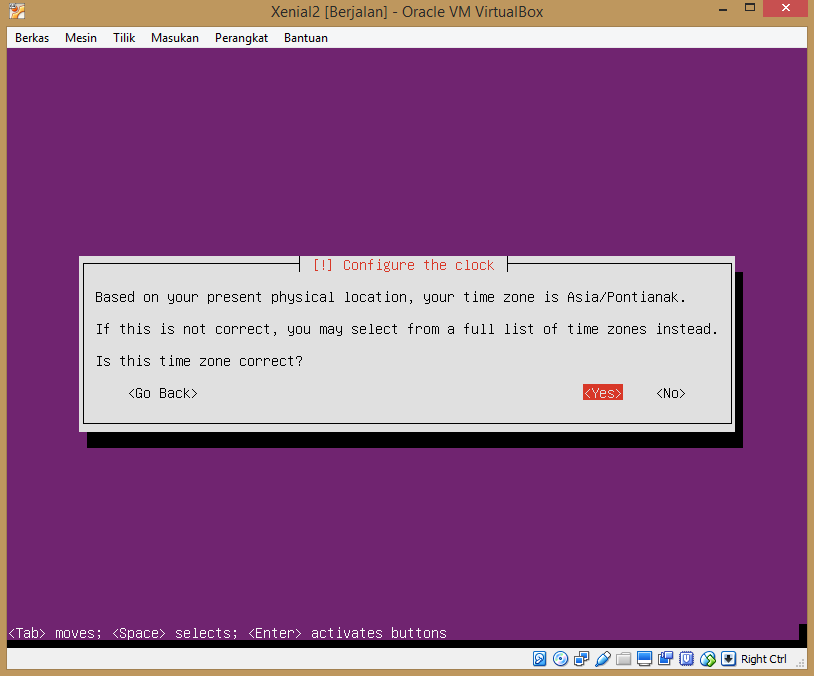 Xenial2 [Berjalan] - Oracle VM VirtualBox
Berkas Mesin Tilik Masukan Perangkat Bantuan
[!] Configure the clock
Based on your present physical location, your time zone is Asia/Pontianak.
If this is not correct, you may select from a full list of time zones instead.
Is this time zone correct?
<Go Back> <Yes> <No>
<Tab> moves; <Space> selects; <Enter> activates buttons
Right Ctrl